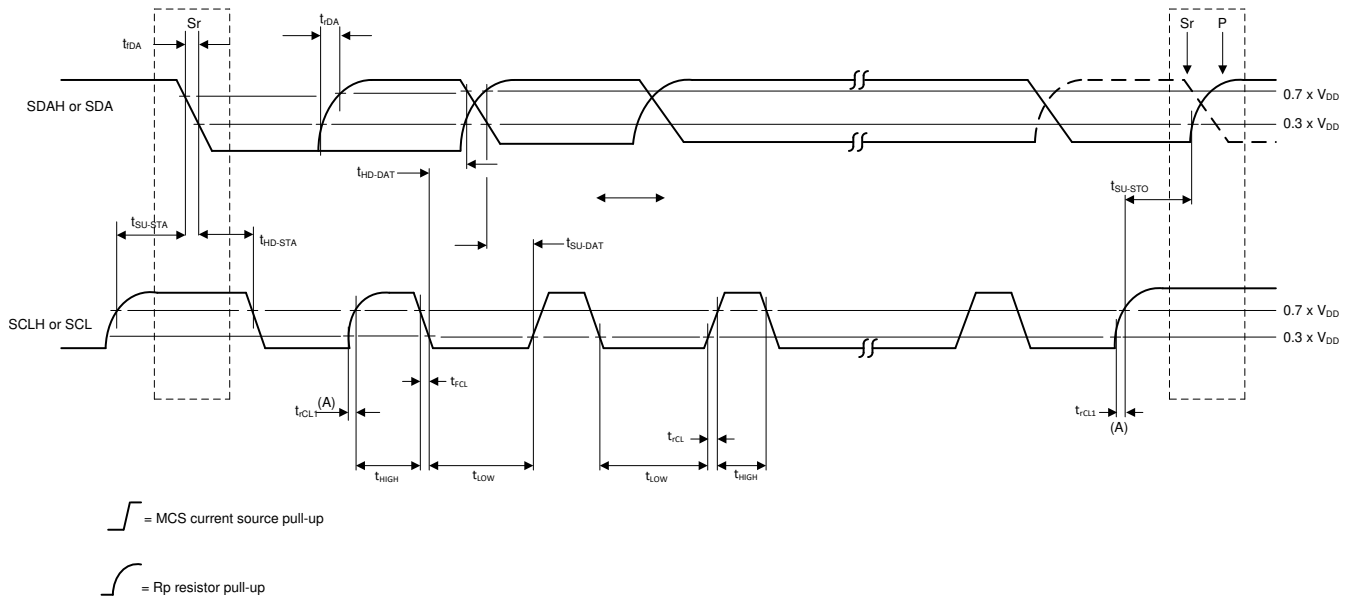 Sr
trDA
tfDA
Sr P
SDAH or SDA
0.7 x VDD
0.3 x VDD
tHD-DAT
tSU-STO
tSU-STA
tHD-STA
tSU-DAT
SCLH or SCL
0.7 x VDD
0.3 x VDD
tFCL
trCL1 (A)
trCL1
(A)
trCL
tHIGH
tLOW
tLOW
tHIGH
= MCS current source pull-up
= Rp resistor pull-up